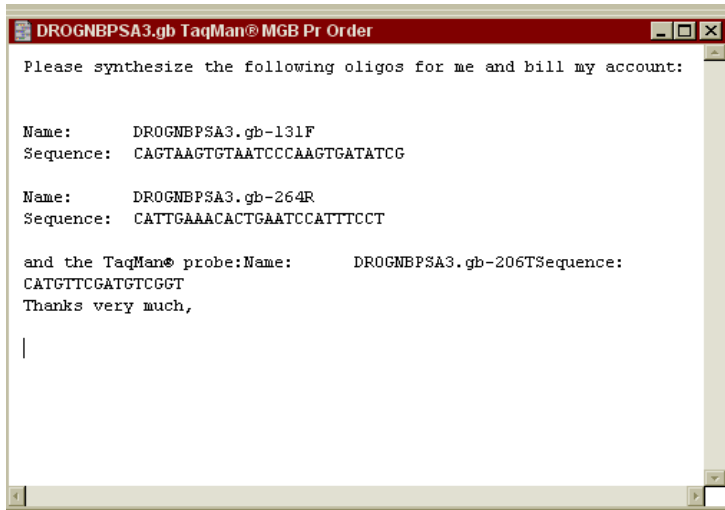 DROGNBPSA3.gb TaqMan® MGB Pr Order
Please synthesize the following oligos for me and bill my account:
Name: DROGNBPSA3.gb-131F
Sequence: CAGTAAGTGTAATCCCAAGTGATATCG
Name: DROGNBPSA3.gb-264R
Sequence: CATTGAAACACTGAATCCATTTCCT
and the TaqMan® probe:Name: DROGNBPSA3.gb-206TSequence:
CATGTTCGATGTCGGT
Thanks very much,